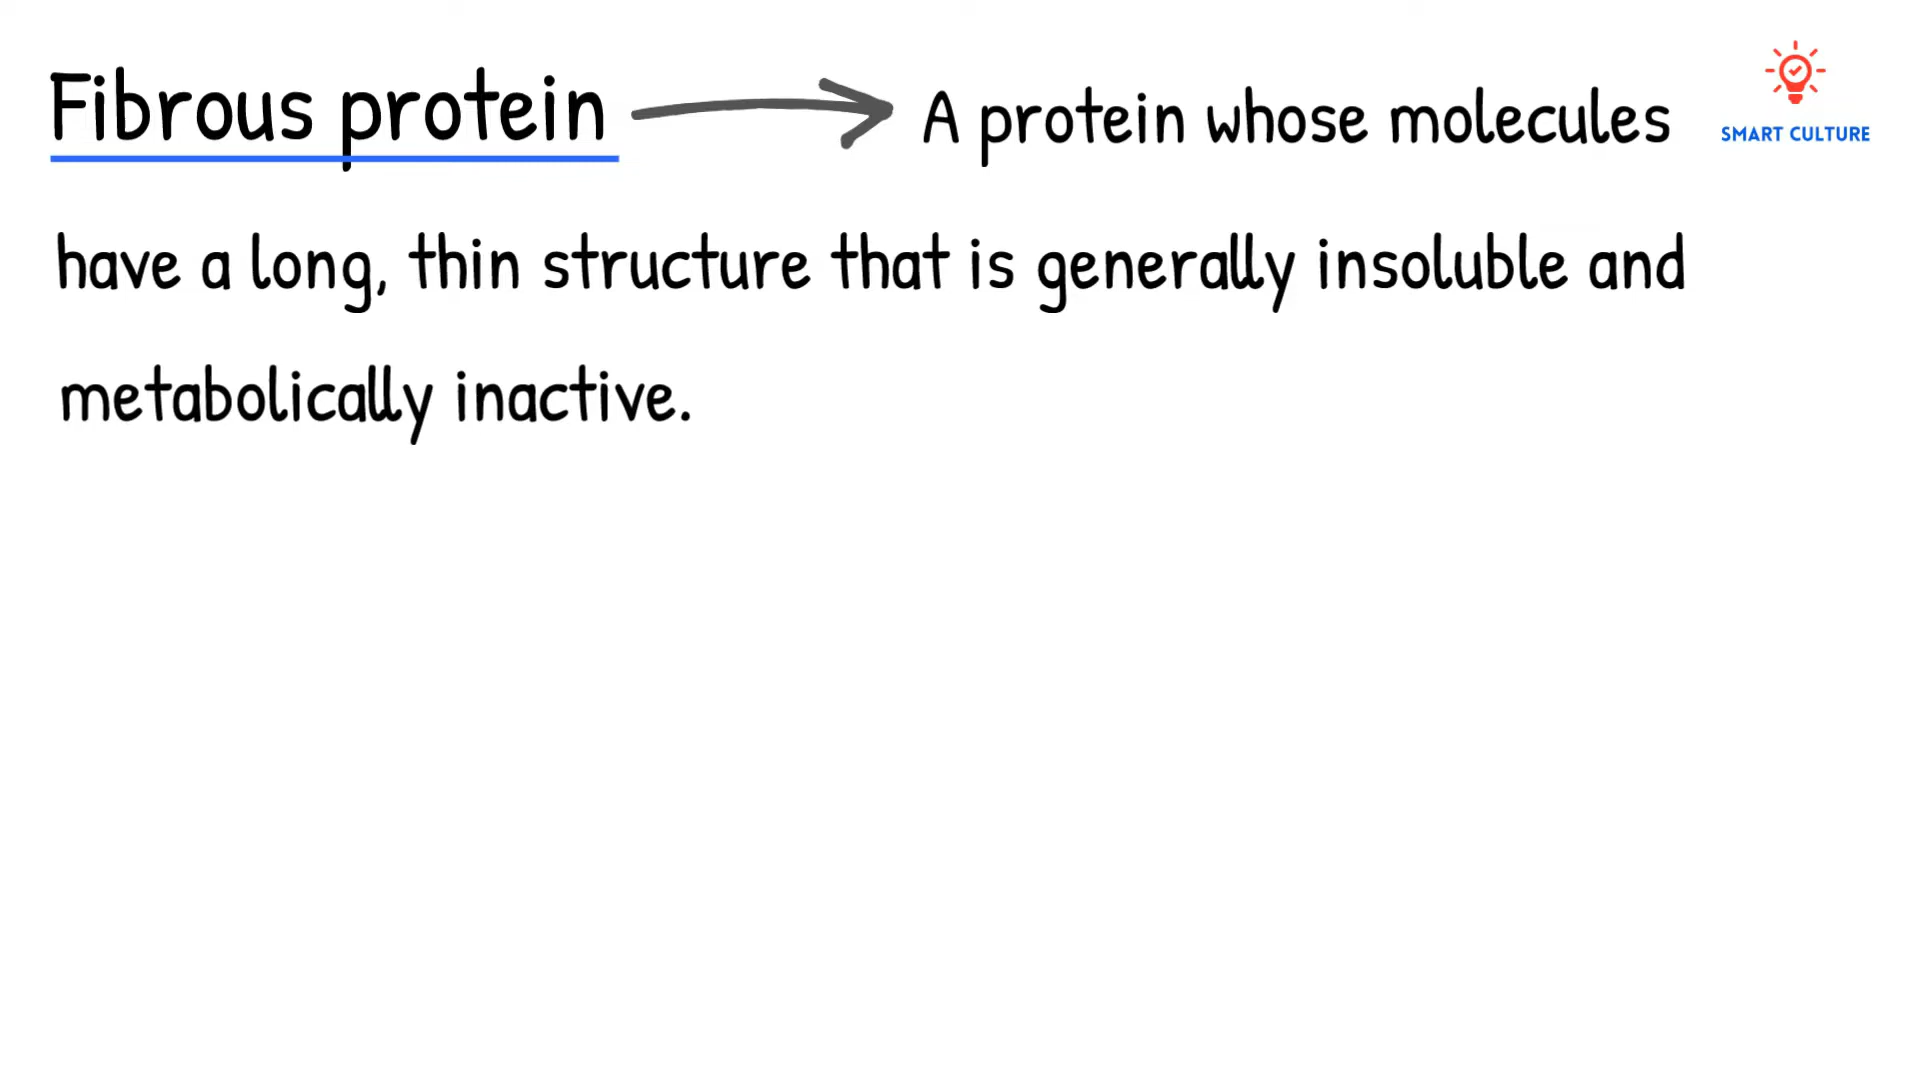 Fibrous protein A protein whose molecules
SMART CULTURE
have a long, thin structure that is generally insoluble and
metabolically inactive.